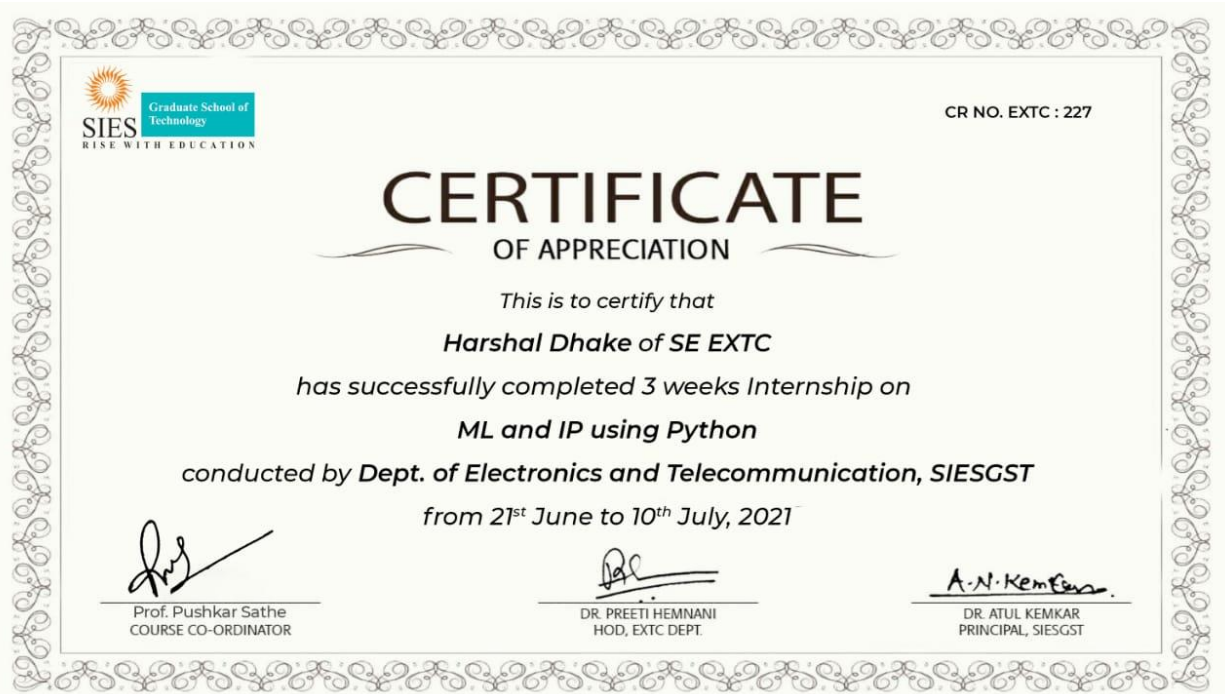 SIES
Graduate School of
Technology
RISE WITH EDUCATION
CR NO. EXTC : 227
CERTIFICATE
OF APPRECIATION
This is to certify that
Harshal Dhake of SE EXTC
has successfully completed 3 weeks Internship on
ML and IP using Python
conducted by Dept. of Electronics and Telecommunication, SIESGST
from 21st June to 10th July, 2021
Prof. Pushkar Sathe
COURSE CO-ORDINATOR
DR. PREETI HEMNANI
HOD, EXTC DEPT.
A.N.Kemkar
DR. ATUL KEMKAR
PRINCIPAL, SIESGST